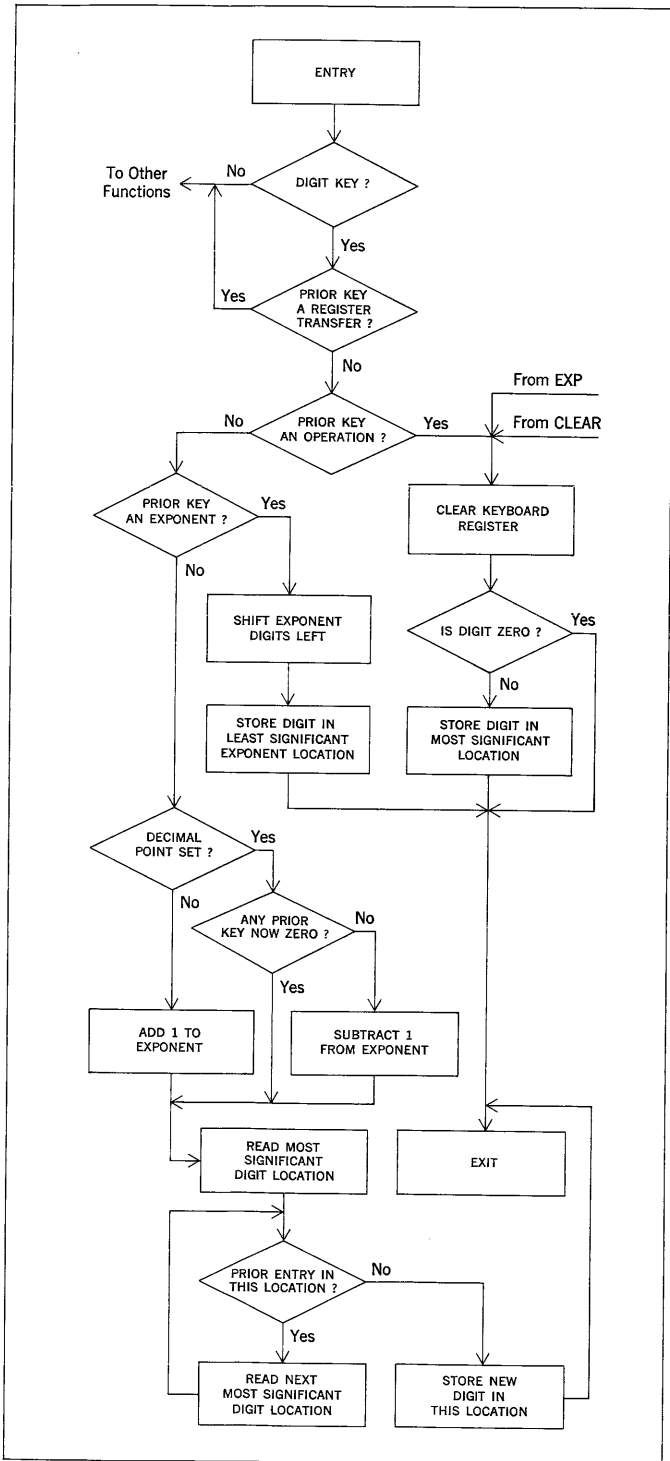 ENTRY
To Other
Functions
No
DIGIT KEY ?
Yes
Yes
PRIOR KEY
A REGISTER
TRANSFER ?
No
From EXP
No
PRIOR KEY
AN OPERATION ?
Yes
From CLEAR
PRIOR KEY
AN EXPONENT ?
Yes
CLEAR KEYBOARD
REGISTER
No
SHIFT EXPONENT
DIGITS LEFT
IS DIGIT ZERO ?
Yes
No
STORE DIGIT IN
LEAST SIGNIFICANT
EXPONENT LOCATION
STORE DIGIT IN
MOST SIGNIFICANT
LOCATION
DECIMAL
POINT SET ?
Yes
No
ANY PRIOR
KEY NOW ZERO ?
No
Yes
ADD 1 TO
EXPONENT
SUBTRACT 1
FROM EXPONENT
READ MOST
SIGNIFICANT
DIGIT LOCATION
EXIT
PRIOR ENTRY IN
THIS LOCATION ?
No
Yes
READ NEXT
MOST SIGNIFICANT
DIGIT LOCATION
STORE NEW
DIGIT IN
THIS LOCATION